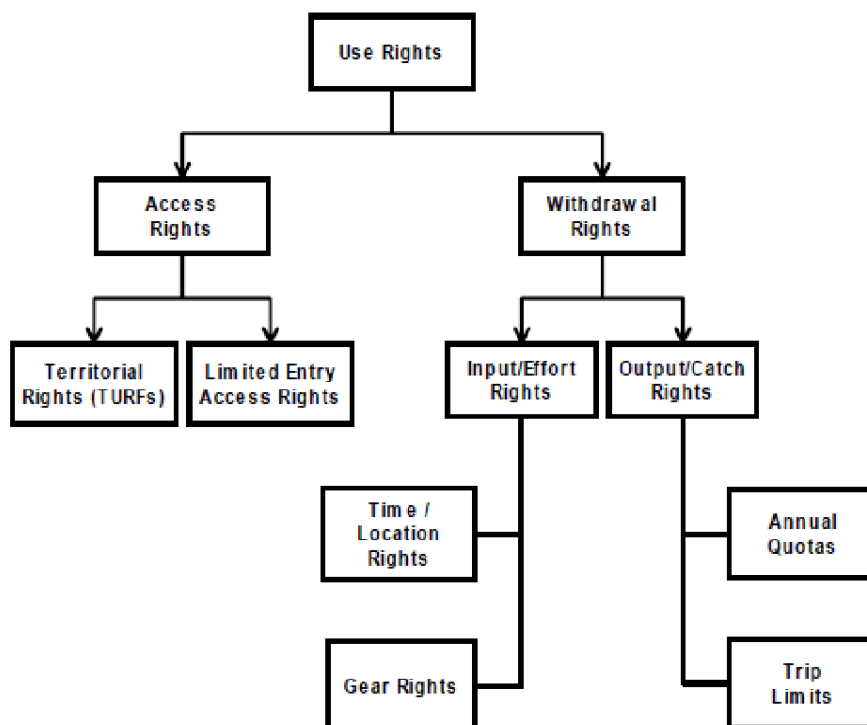 Use Rights
Access
Rights
Withdrawal
Rights
Territorial
Rights (TURFs)
Limited Entry
Access Rights
Input/Effort
Rights
Output/Catch
Rights
Time /
Location
Rights
Annual
Quotas
Gear Rights
Trip
Limits